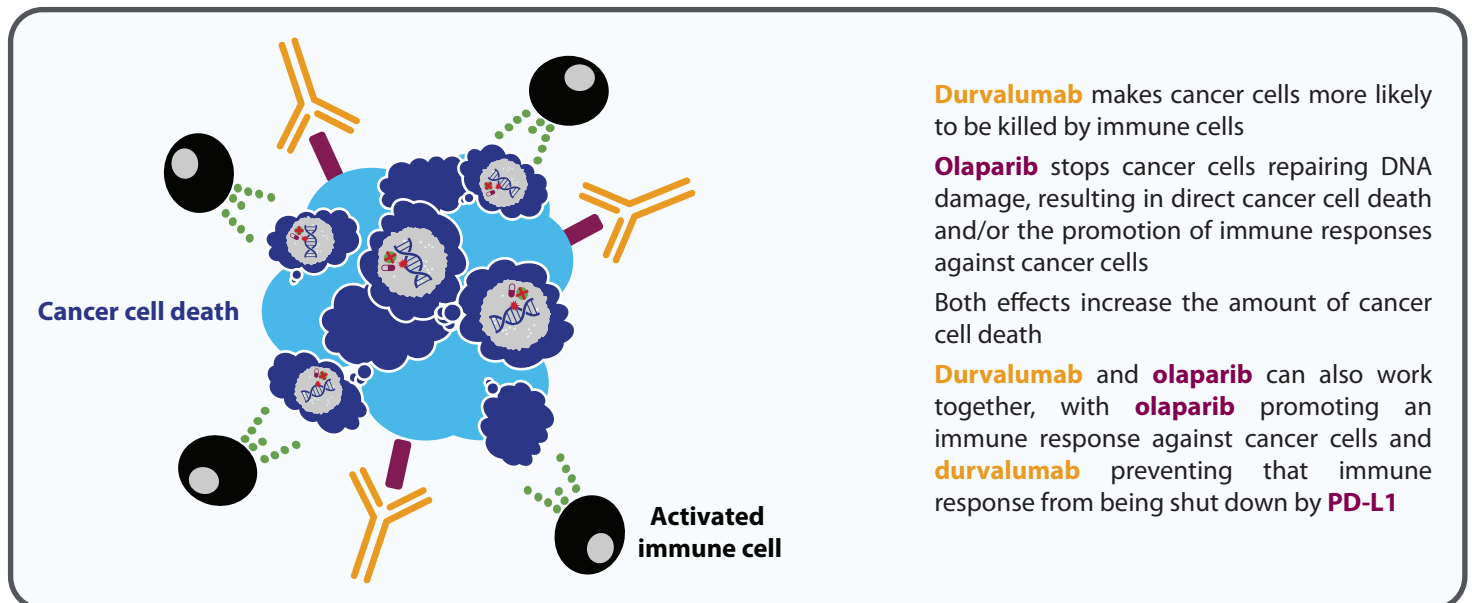 Cancer cell death
Activated
immune cell
Durvalumab makes cancer cells more likely
to be killed by immune cells
Olaparib stops cancer cells repairing DNA
damage, resulting in direct cancer cell death
and/or the promotion of immune responses
against cancer cells
Both effects increase the amount of cancer
cell death
Durvalumab and olaparib can also work
together, with olaparib promoting an
immune response against cancer cells and
durvalumab preventing that immune
response from being shut down by PD-L1